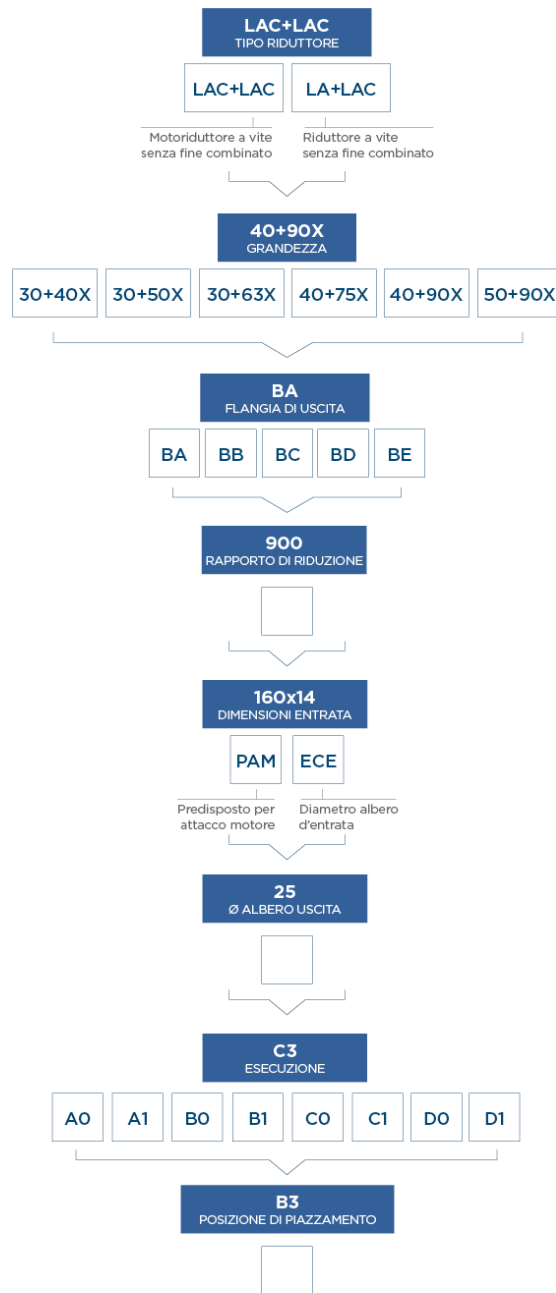 LAC+LAC
TIPO RIDUTTORE
LAC+LAC LA+LAC
Motoriduttore a vite
senza fine combinato
Riduttore a vite
senza fine combinato
40+90X
GRANDEZZA
30+40X 30+50X 30+63X 40+75X 40+90X 50+90X
BA
FLANGIA DI USCITA
BA BB BC BD BE
900
RAPPORTO DI RIDUZIONE
160x14
DIMENSIONI ENTRATA
PAM ECE
Predisposto per
attacco motore
Diametro albero
d'entrata
25
Ø ALBERO USCITA
C3
ESECUZIONE
A0 A1 B0 B1 C0 C1 D0 D1
B3
POSIZIONE DI PIAZZAMENTO